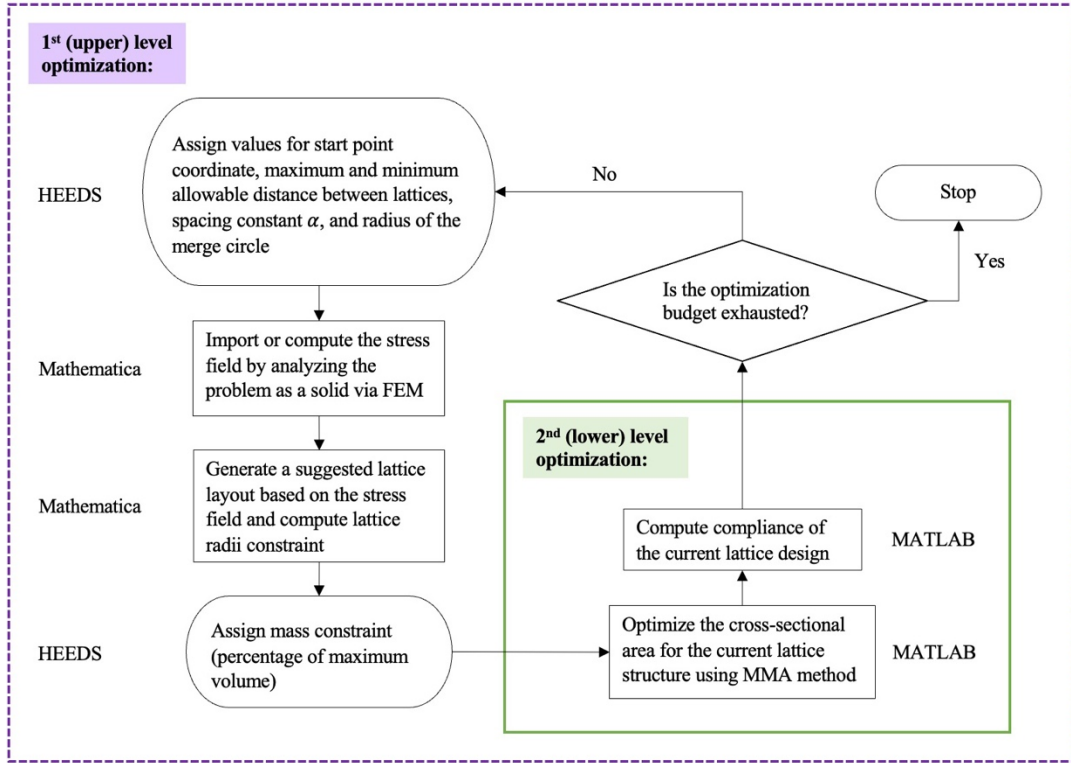 1st (upper) level
optimization:
HEEDS
Assign values for start point
coordinate, maximum and minimum
allowable distance between lattices,
spacing constant α, and radius of the
merge circle
No
Stop
Yes
Is the optimization
budget exhausted?
Mathematica
Import or compute the stress
field by analyzing the
problem as a solid via FEM
2nd (lower) level
optimization:
Mathematica
Generate a suggested lattice
layout based on the stress
field and compute lattice
radii constraint
Compute compliance of
the current lattice design
MATLAB
HEEDS
Assign mass constraint
(percentage of maximum
volume)
Optimize the cross-sectional
area for the current lattice
structure using MMA method
MATLAB